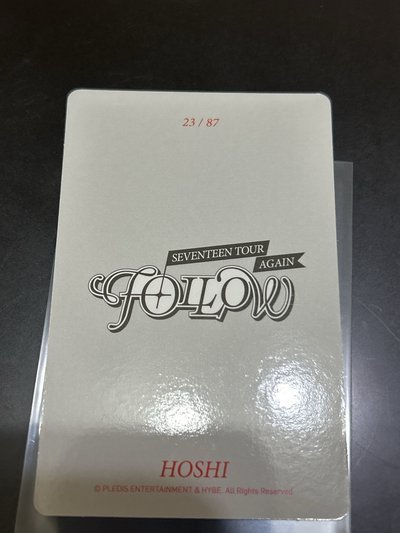 23 / 87
SEVENTEEN TOUR
AGAIN
FOLLOW
HOSHI
© PLEDIS ENTERTAINMENT & HYBE. All Rights Reserved.